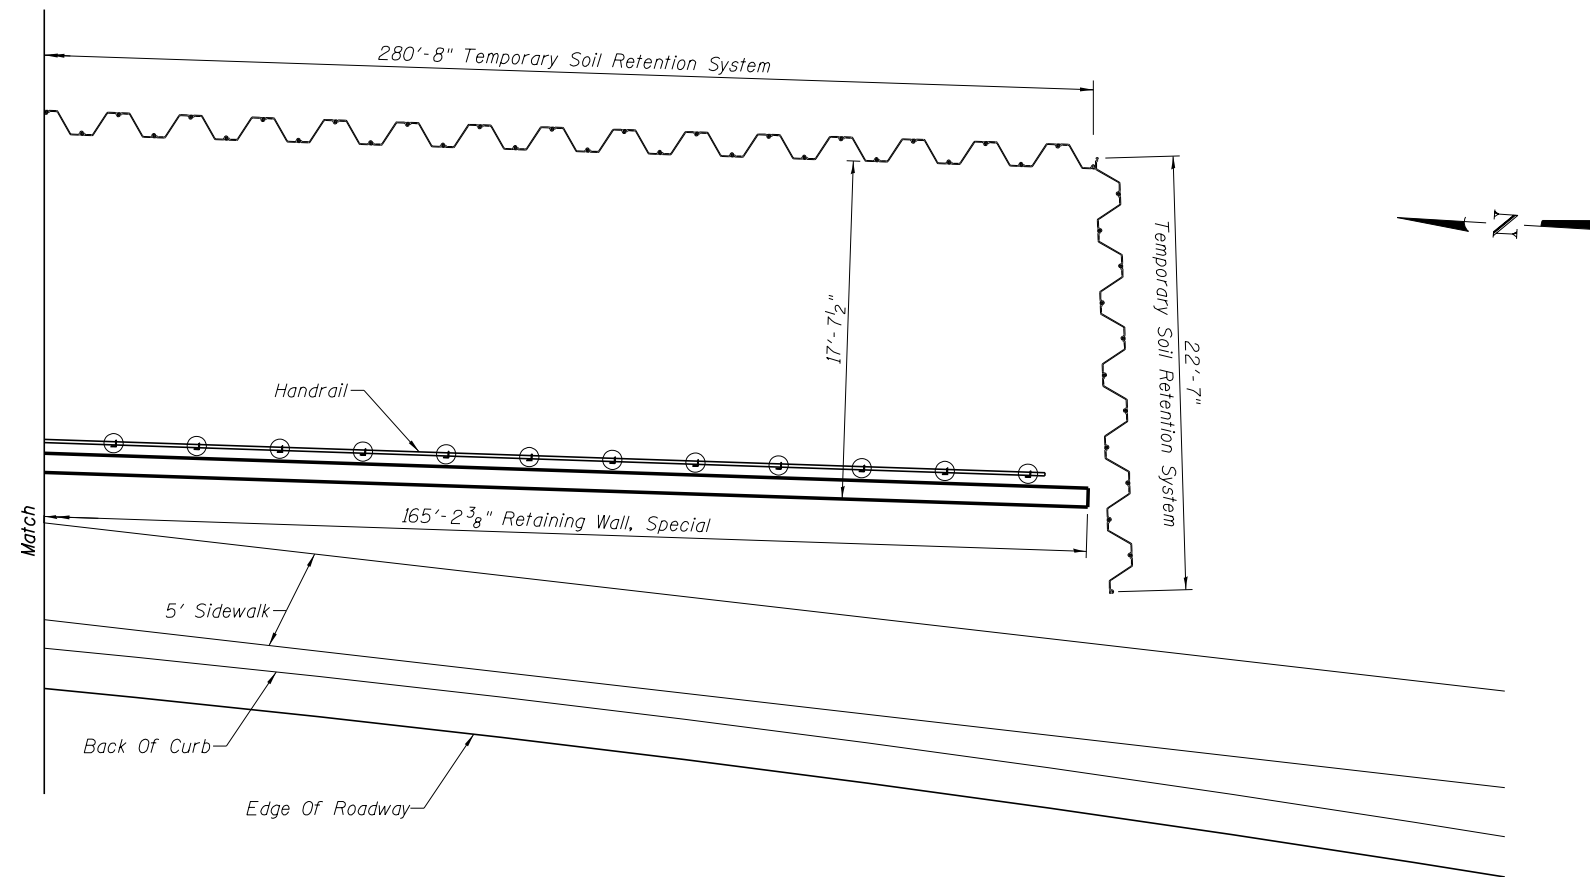 280'-8" Temporary Soil Retention System
N
Temporary Soil Retention System
22'-7"
17'-7½"
Handrail
165'-2⅜" Retaining Wall, Special
Match
5' Sidewalk
Back Of Curb
Edge Of Roadway